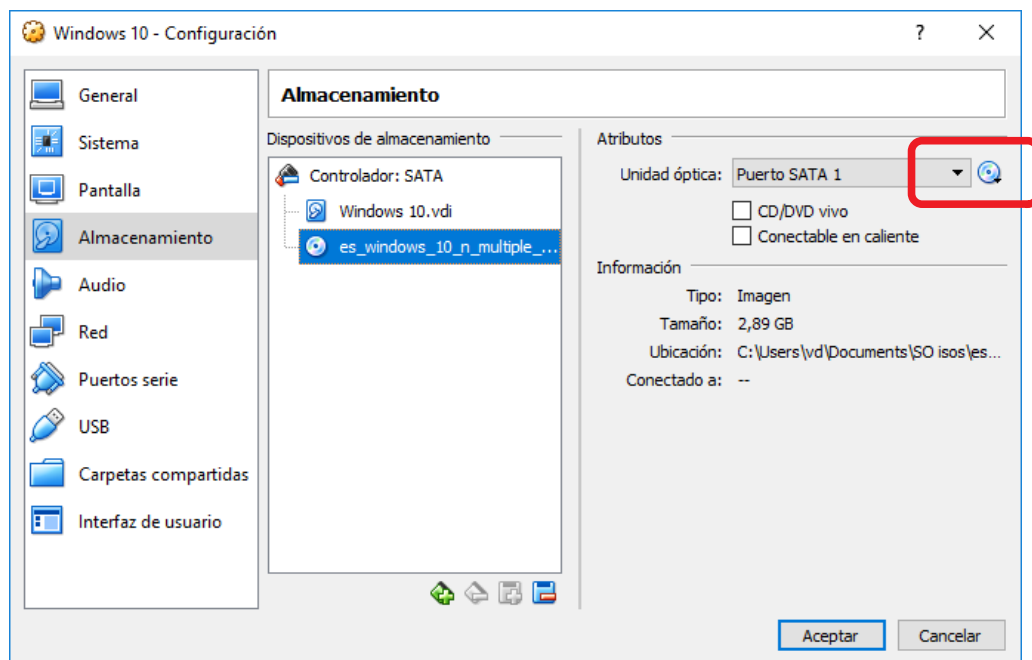 Windows 10 - Configuración
?
General
Sistema
Pantalla
Almacenamiento
Audio
Red
Puertos serie
USB
Carpetas compartidas
Interfaz de usuario
Almacenamiento
Dispositivos de almacenamiento
Controlador: SATA
Windows 10.vdi
es_windows_10_n_multiple_...
Atributos
Unidad óptica: Puerto SATA 1
CD/DVD vivo
Conectable en caliente
Información
Tipo: Imagen
Tamaño: 2,89 GB
Ubicación: C:\Users\vd\Documents\SO isos\es...
Conectado a: --
Aceptar Cancelar